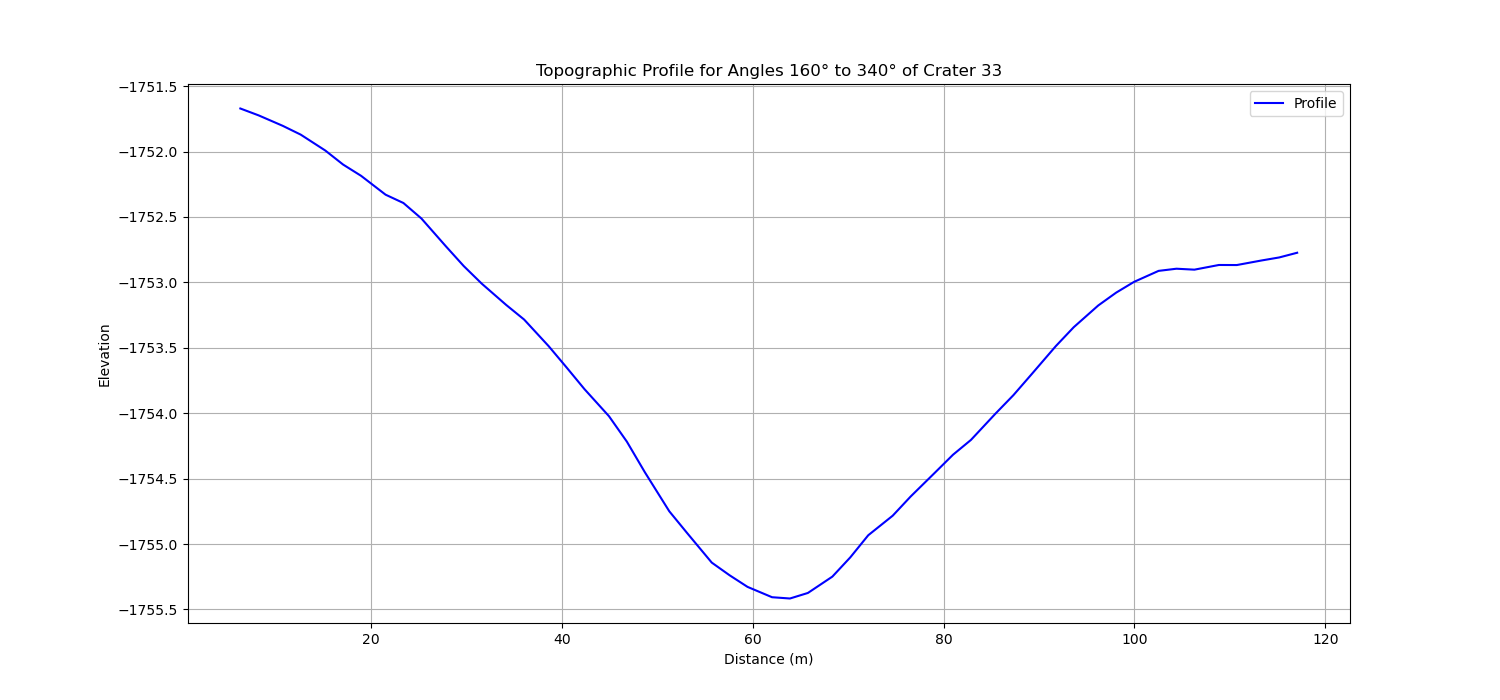 Topographic Profile for Angles 160° to 340° of Crater 33
Profile
−1751.5
−1752.0
−1752.5
−1753.0
−1753.5
−1754.0
−1754.5
−1755.0
−1755.5
Elevation
20 40 60 80 100 120
Distance (m)